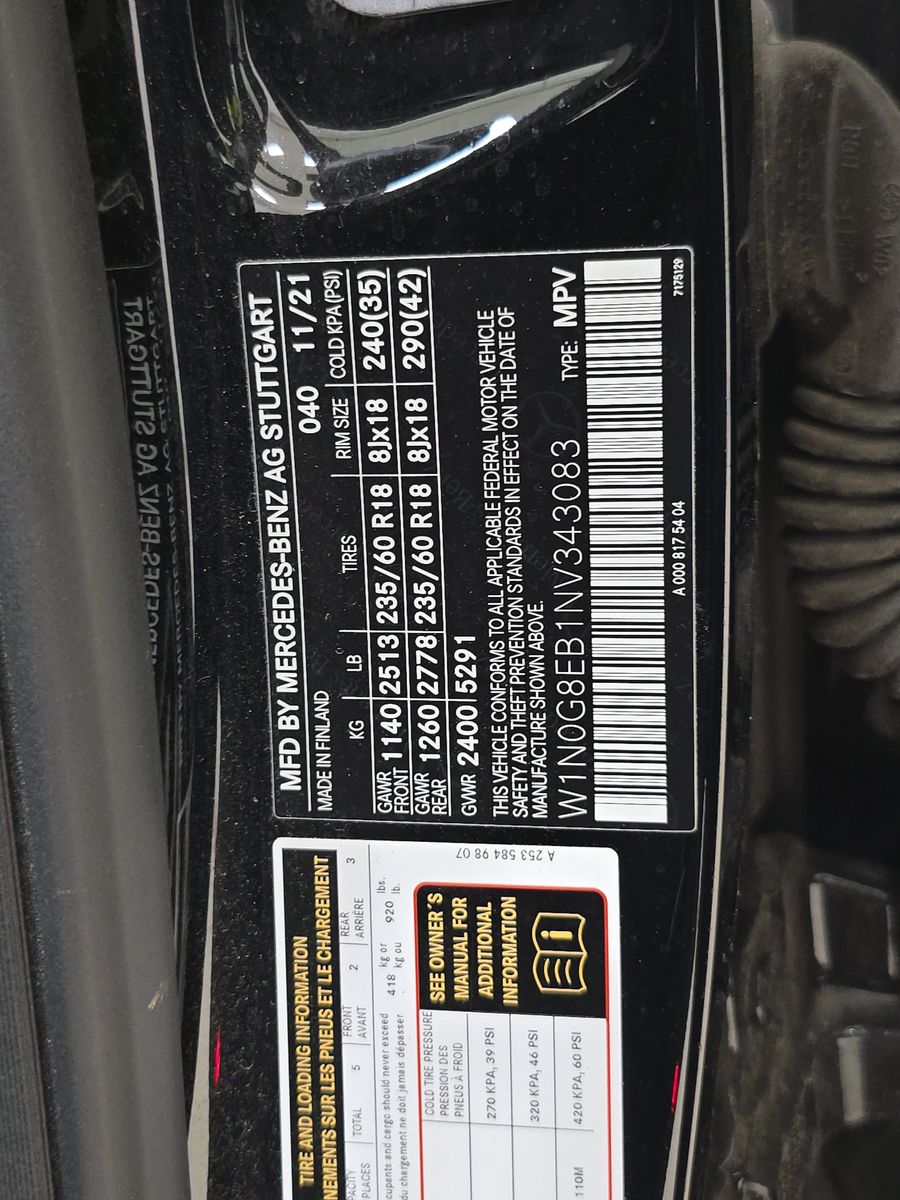 MFD BY MERCEDES-BENZ AG STUTTGART
MADE IN FINLAND 040 11/21
KG LB TIRES RIM SIZE COLD KPA(PSI)
GAWR FRONT 1140 2513 235/60 R18 8Jx18 240(35)
GAWR REAR 1260 2778 235/60 R18 8Jx18 290(42)
GVWR 2400 5291
THIS VEHICLE CONFORMS TO ALL APPLICABLE FEDERAL MOTOR VEHICLE
SAFETY AND THEFT PREVENTION STANDARDS IN EFFECT ON THE DATE OF
MANUFACTURE SHOWN ABOVE.
W1N0G8EB1NV343083 TYPE: MPV
A 000 817 54 04 7175129
TIRE AND LOADING INFORMATION
NEMENTS SUR LES PNEUS ET LE CHARGEMENT
TOTAL 5 FRONT 2 REAR 3
PLACES AVANT ARRIÈRE
cupants and cargo should never exceed 418 kg or 920 lbs.
du chargement ne doit jamais dépasser kg ou lb.
COLD TIRE PRESSURE
PRESSION DES
PNEUS À FROID
270 KPA, 39 PSI
320 KPA, 46 PSI
110M 420 KPA, 60 PSI
SEE OWNER'S
MANUAL FOR
ADDITIONAL
INFORMATION
A 253 584 98 07